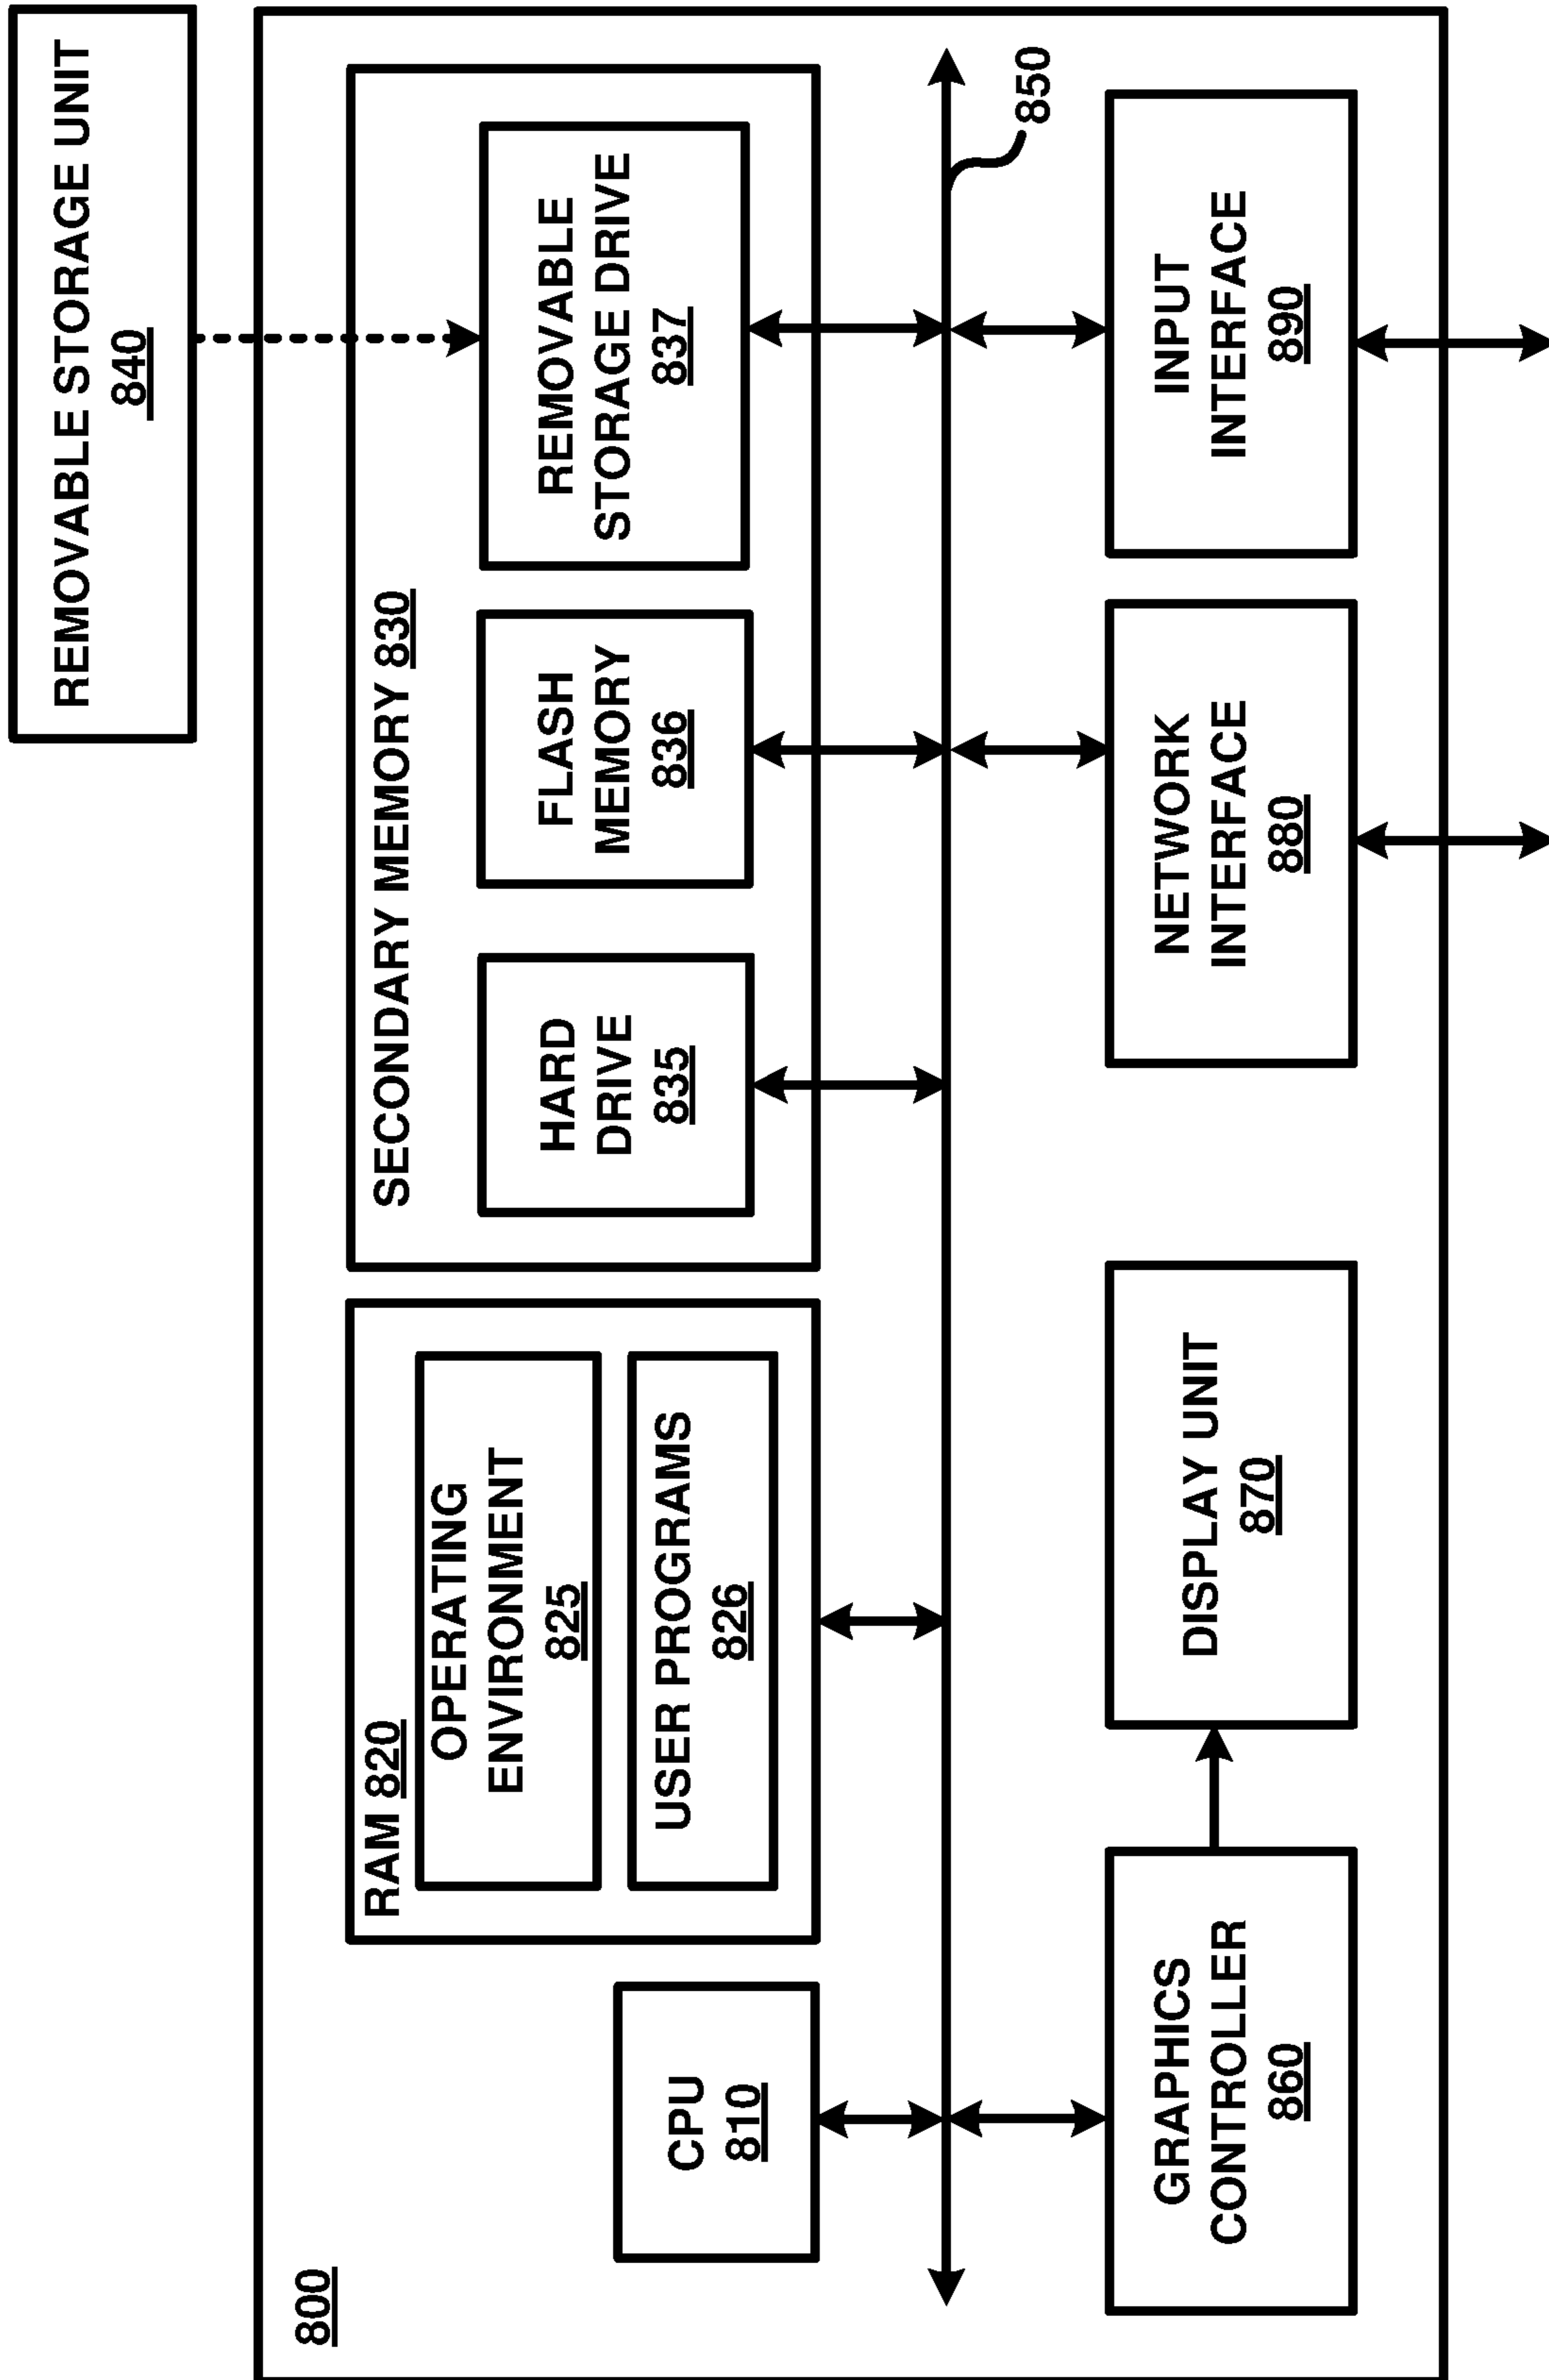 REMOVABLE STORAGE UNIT
840
800
RAM 820
OPERATING
ENVIRONMENT
825
USER PROGRAMS
826
SECONDARY MEMORY 830
HARD
DRIVE
835
FLASH
MEMORY
836
REMOVABLE
STORAGE DRIVE
837
CPU
810
850
GRAPHICS
CONTROLLER
860
DISPLAY UNIT
870
NETWORK
INTERFACE
880
INPUT
INTERFACE
890